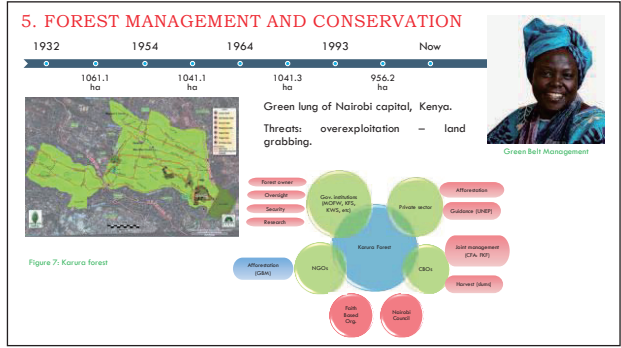 5. FOREST MANAGEMENT AND CONSERVATION
1932 1954 1964 1993 Now
1061.1 1041.1 1041.3 956.2
ha ha ha ha
Green lung of Nairobi capital, Kenya.
Threats: overexploitation – land
grabbing.
Green Belt Management
Forest owner
Oversight
Security
Research
Gov. institutions
(MOFW, KFS,
KWS, etc)
Private sector
Afforestation
Guidance (UNEP)
Karura Forest
Joint management
(CFA- FKF)
Afforestation
(GBM)
NGOs
CBOs
Harvest (slums)
Faith
Based
Org.
Nairobi
Council
Figure 7: Karura forest